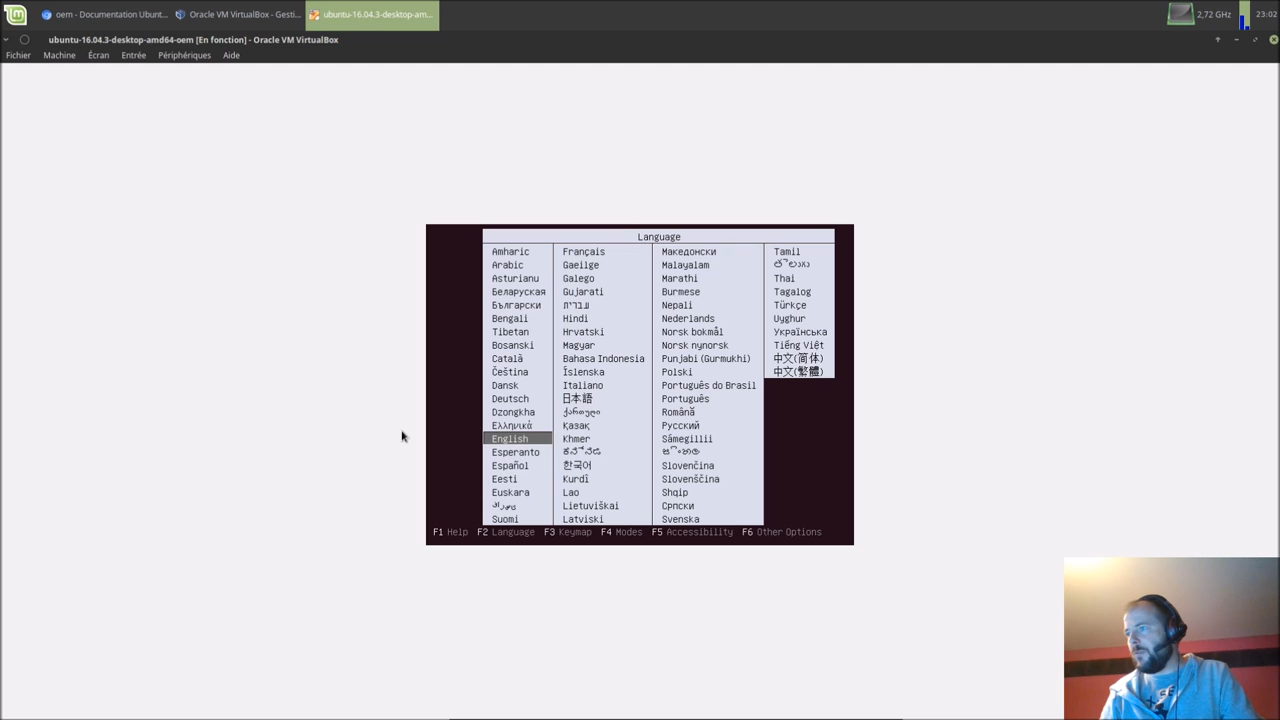 oem - Documentation Ubunt...
Oracle VM VirtualBox - Gesti...
ubuntu-16.04.3-desktop-am...
2,72 GHz
23:02
ubuntu-16.04.3-desktop-amd64-oem [En fonction] - Oracle VM VirtualBox
Fichier Machine Écran Entrée Périphériques Aide
Language
Amharic
Arabic
Asturianu
Беларуская
Български
Bengali
Tibetan
Bosanski
Català
Čeština
Dansk
Deutsch
Dzongkha
Ελληνικά
English
Esperanto
Español
Eesti
Euskara
Suomi
Français
Gaeilge
Galego
Gujarati
עברית
Hindi
Hrvatski
Magyar
Bahasa Indonesia
Íslenska
Italiano
日本語
ქართული
Қазақ
Khmer
한국어
Kurdî
Lao
Lietuviškai
Latviski
Македонски
Malayalam
Marathi
Burmese
Nepali
Nederlands
Norsk bokmål
Norsk nynorsk
Punjabi (Gurmukhi)
Polski
Português do Brasil
Português
Română
Русский
Sámegillii
Slovenčina
Slovenščina
Shqip
Српски
Svenska
Tamil
Thai
Tagalog
Türkçe
Uyghur
Українська
Tiếng Việt
中文(简体)
中文(繁體)
F1 Help F2 Language F3 Keymap F4 Modes F5 Accessibility F6 Other Options